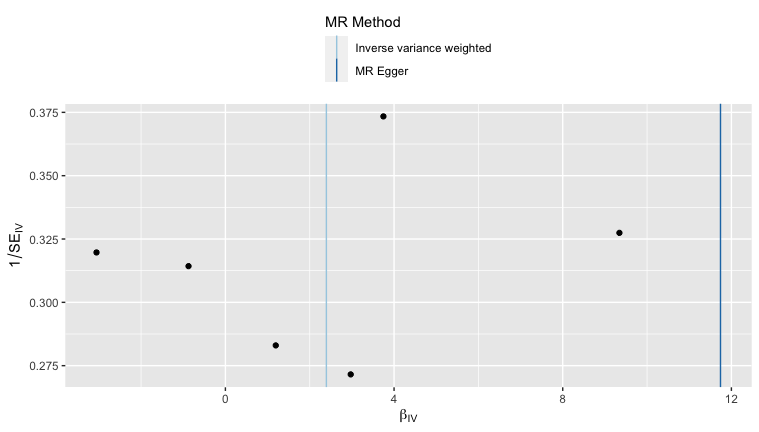 MR Method
Inverse variance weighted
MR Egger
0.375
0.350
0.325
0.300
0.275
1/SE_IV
0 4 8 12
β_IV